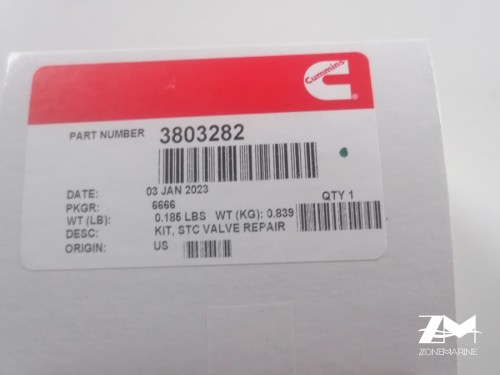 Cummins
PART NUMBER 3803282
DATE: 03 JAN 2023
PKGR: 6666 QTY 1
WT (LB): 0.185 LBS WT (KG): 0.839
DESC: KIT, STC VALVE REPAIR
ORIGIN: US
ZM
ZONEMARINE